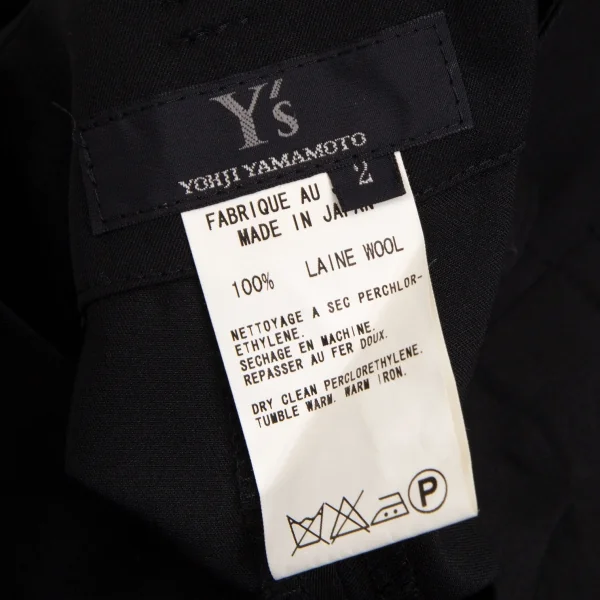 Y's
YOHJI YAMAMOTO
2
FABRIQUE AU
MADE IN JAPAN
100% LAINE WOOL
NETTOYAGE A SEC PERCHLOR-
ETHYLENE.
SECHAGE EN MACHINE.
REPASSER AU FER DOUX.
DRY CLEAN PERCLORETHYLENE.
TUMBLE WARM. WARM IRON.
P